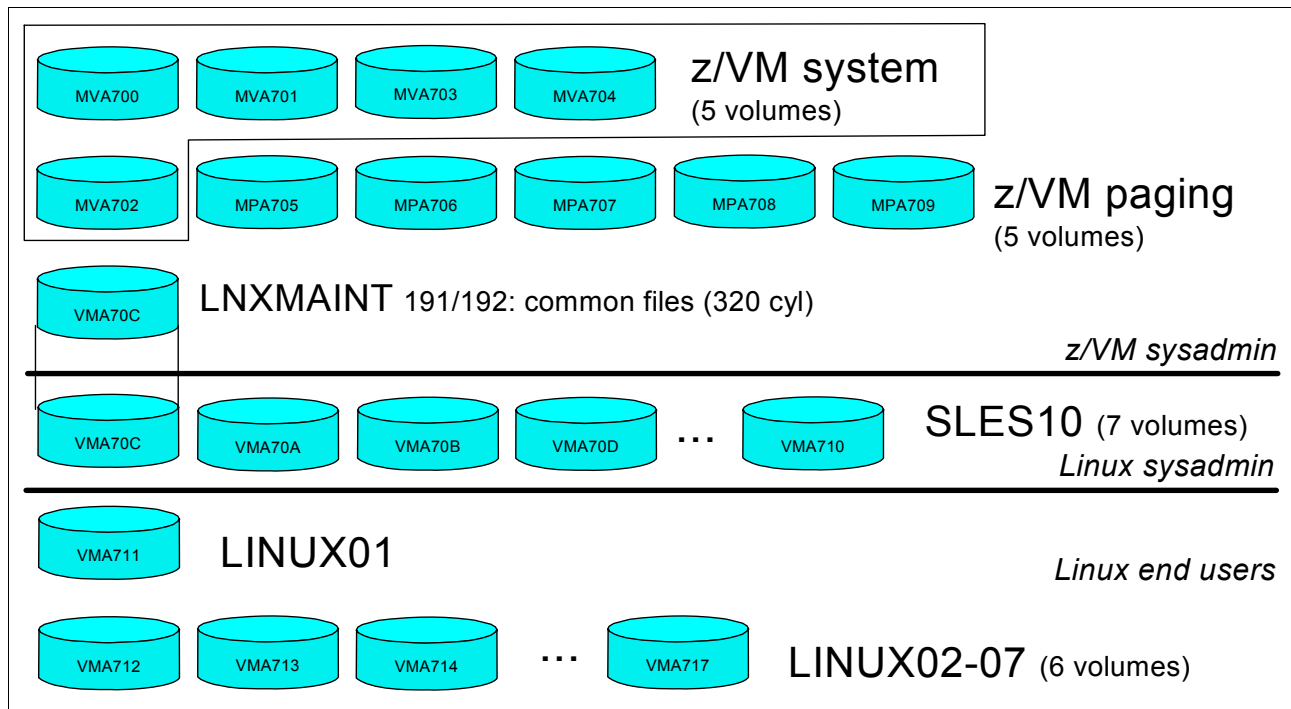 MVA700 MVA701 MVA703 MVA704 z/VM system
(5 volumes)
MVA702 MPA705 MPA706 MPA707 MPA708 MPA709 z/VM paging
(5 volumes)
VMA70C LNXMAINT 191/192: common files (320 cyl)
z/VM sysadmin
VMA70C VMA70A VMA70B VMA70D ... VMA710 SLES10 (7 volumes)
Linux sysadmin
VMA711 LINUX01
Linux end users
VMA712 VMA713 VMA714 ... VMA717 LINUX02-07 (6 volumes)